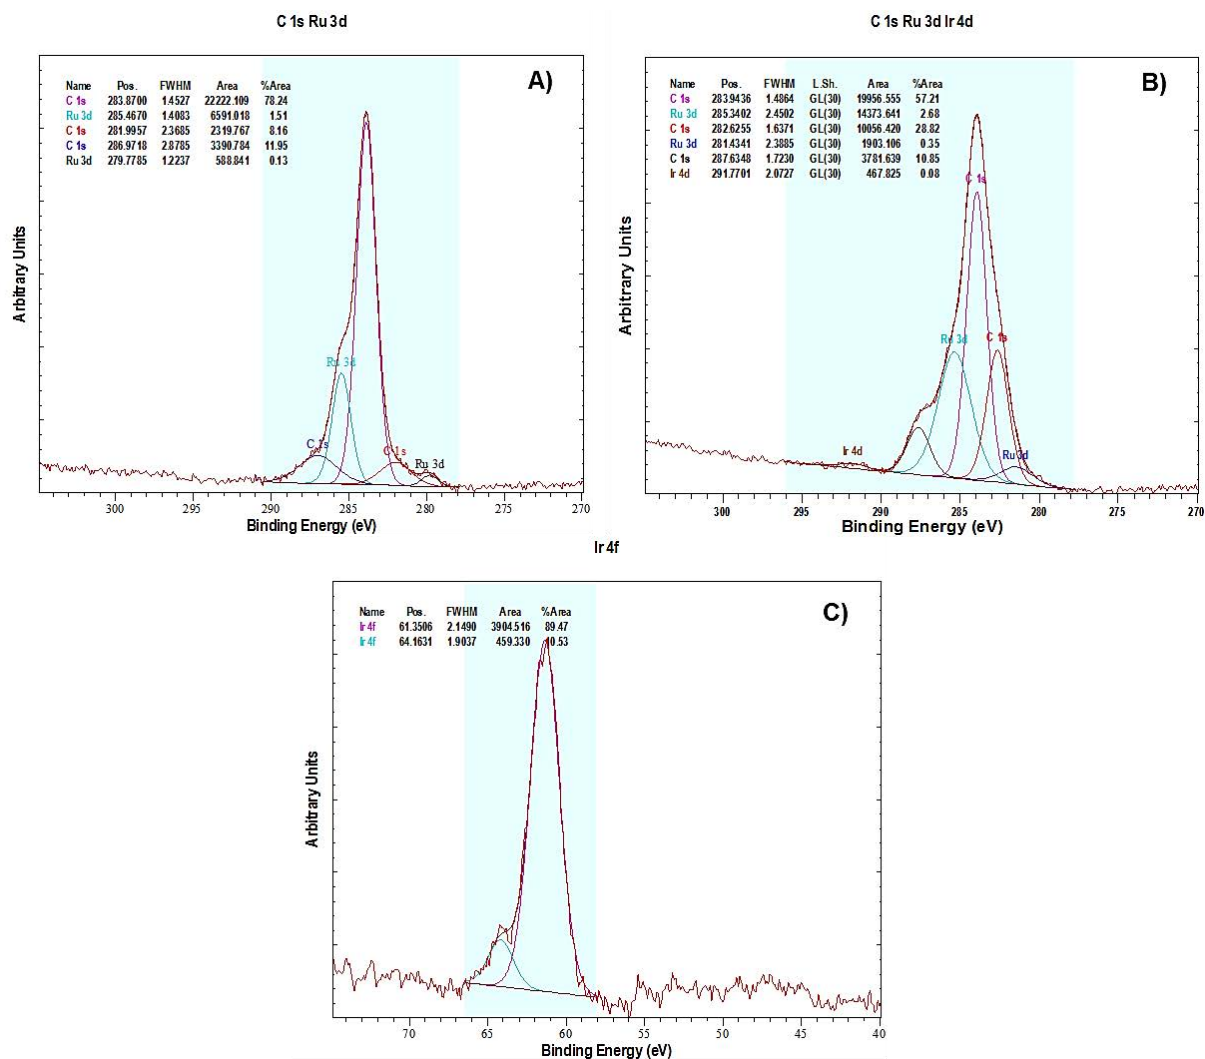 C 1s Ru 3d
A)
Name Pos. FWHM Area %Area
C 1s 283.8700 1.4527 22222.109 78.24
Ru 3d 285.4670 1.4083 6591.018 1.51
C 1s 281.9957 2.3685 2319.767 8.16
C 1s 286.9718 2.8785 3390.784 11.95
Ru 3d 279.7785 1.2237 588.841 0.13
Ru 3d
C 1s
C 1s
Ru 3d
Arbitrary Units
300 295 290 284 280 275 270
Binding Energy (eV)
C 1s Ru 3d Ir 4d
B)
Name Pos. FWHM L.Sh. Area %Area
C 1s 283.9436 1.4864 GL(30) 19956.555 57.21
Ru 3d 285.3402 2.4502 GL(30) 14373.641 2.68
C 1s 282.6255 1.6371 GL(30) 10056.420 28.82
Ru 3d 281.4341 2.3885 GL(30) 1903.106 0.35
C 1s 287.6348 1.7230 GL(30) 3781.639 10.85
Ir 4d 291.7701 2.0727 GL(30) 467.825 0.08
C 1s
Ru 3d
C 1s
Ir 4d
Ru 3d
Arbitrary Units
300 295 290 284 280 275 270
Binding Energy (eV)
Ir 4f
C)
Name Pos. FWHM Area %Area
Ir 4f 61.3506 2.1490 3904.516 89.47
Ir 4f 64.1631 1.9037 459.330 10.53
Arbitrary Units
70 65 60 55 50 45 40
Binding Energy (eV)